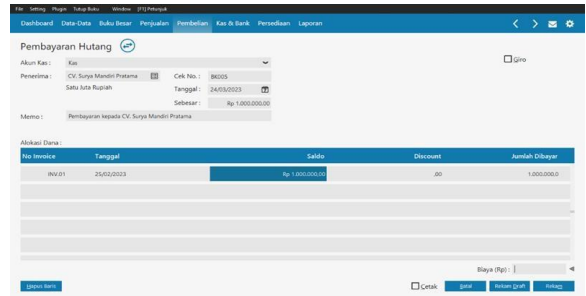 File Setting Plugin Tutup Buku Window [F1] Petunjuk
Dashboard Data-Data Buku Besar Penjualan Pembelian Kas & Bank Persediaan Laporan
Pembayaran Hutang
Akun Kas : Kas Giro
Penerima : CV. Surya Mandiri Pratama Cek No. : BK005
Satu Juta Rupiah Tanggal : 24/03/2023
Sebesar : Rp 1.000.000,00
Memo : Pembayaran kepada CV. Surya Mandiri Pratama
Alokasi Dana :
No Invoice Tanggal Saldo Discount Jumlah Dibayar
INV.01 25/02/2023 Rp 1.000.000,00 ,00 1.000.000,0
Biaya (Rp) :
Hapus Baris Cetak Batal Rekam Draft Rekam